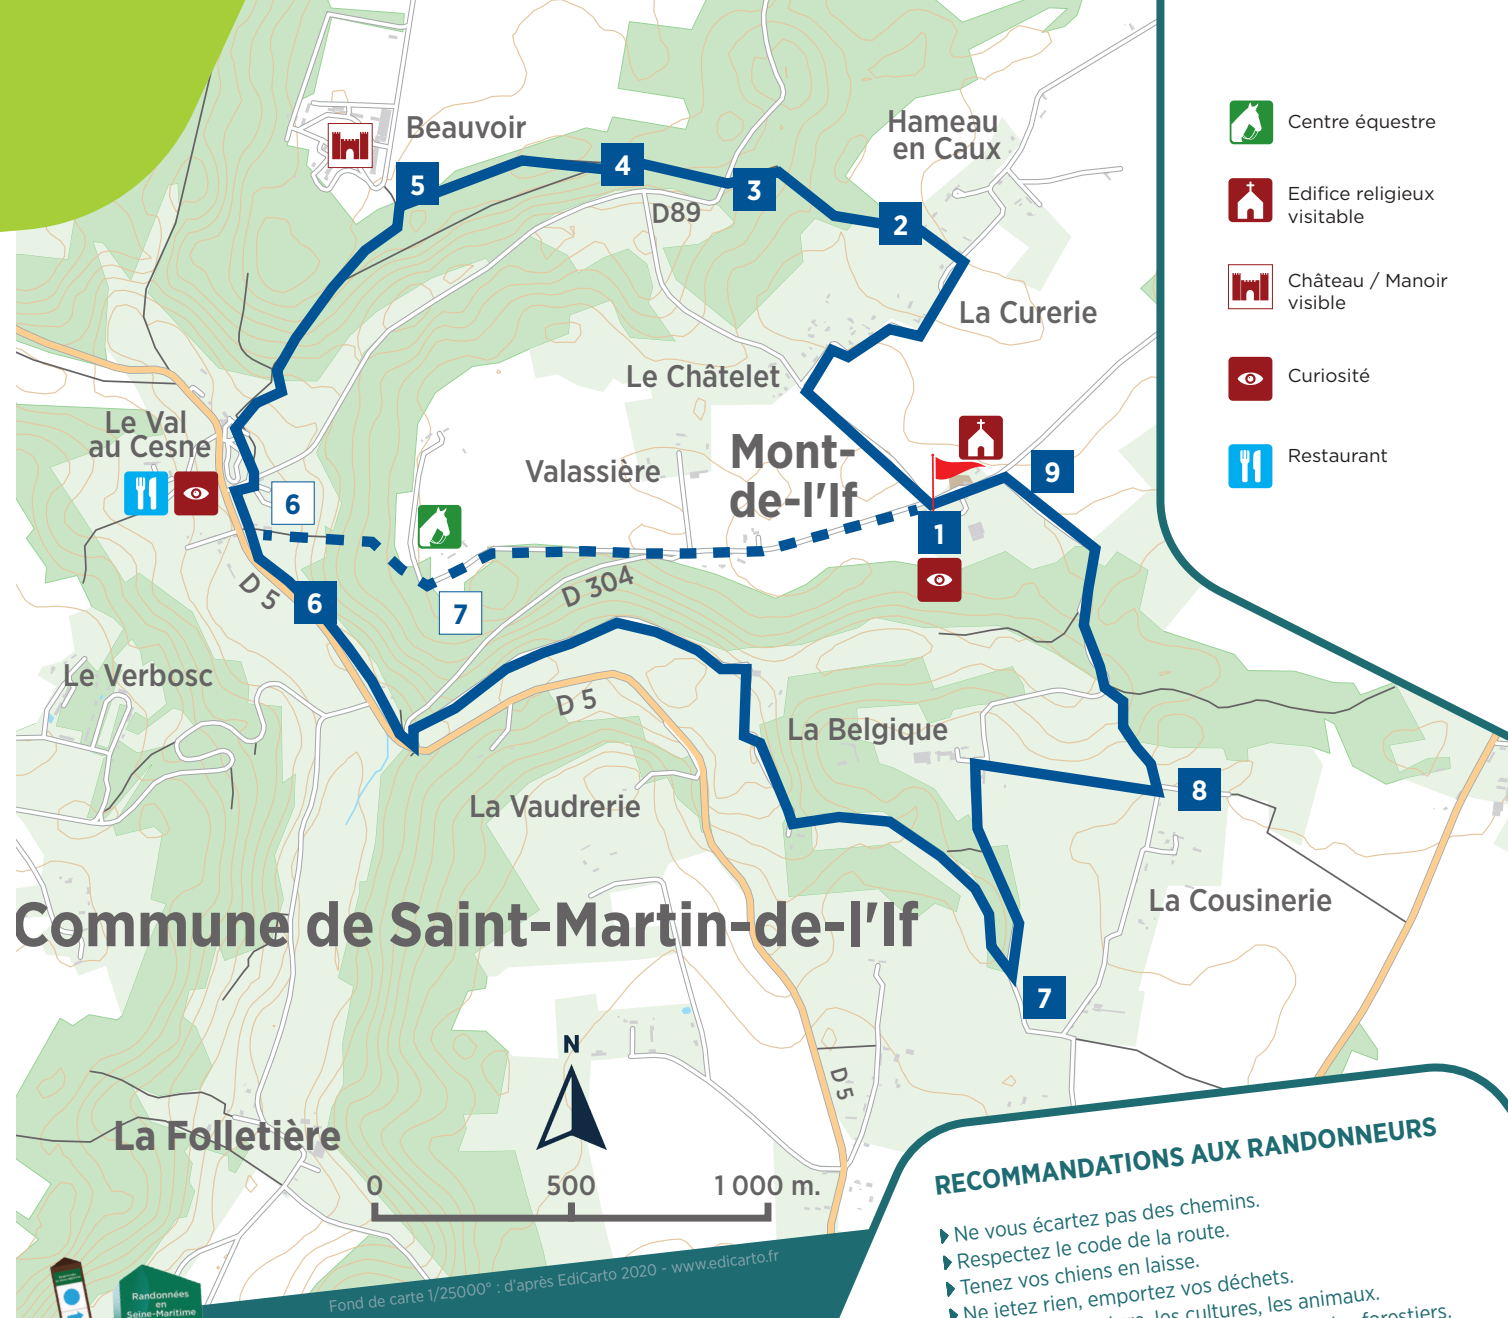 Centre équestre
Edifice religieux
visitable
Château / Manoir
visible
Curiosité
Restaurant
Beauvoir
Hameau
en Caux
5
4
3
2
D89
La Curerie
Le Châtelet
Le Val
au Cesne
Mont-
de-l'If
Valassière
9
6
1
D 5
6
D 304
7
Le Verbosc
D 5
La Belgique
8
La Vaudrerie
La Cousinerie
Commune de Saint-Martin-de-l'If
7
N
D 5
La Folletière
0 500 1 000 m.
RECOMMANDATIONS AUX RANDONNEURS
Ne vous écartez pas des chemins.
Respectez le code de la route.
Tenez vos chiens en laisse.
Ne jetez rien, emportez vos déchets.
les cultures, les animaux.
forestiers.
Fond de carte 1/25000° : d'après EdiCarto 2020 - www.edicarto.fr
Randonnées
en
Seine-Maritime